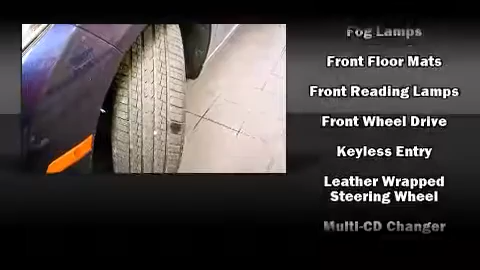 Fog Lamps
Front Floor Mats
Front Reading Lamps
Front Wheel Drive
Keyless Entry
Leather Wrapped
Steering Wheel
Multi-CD Changer